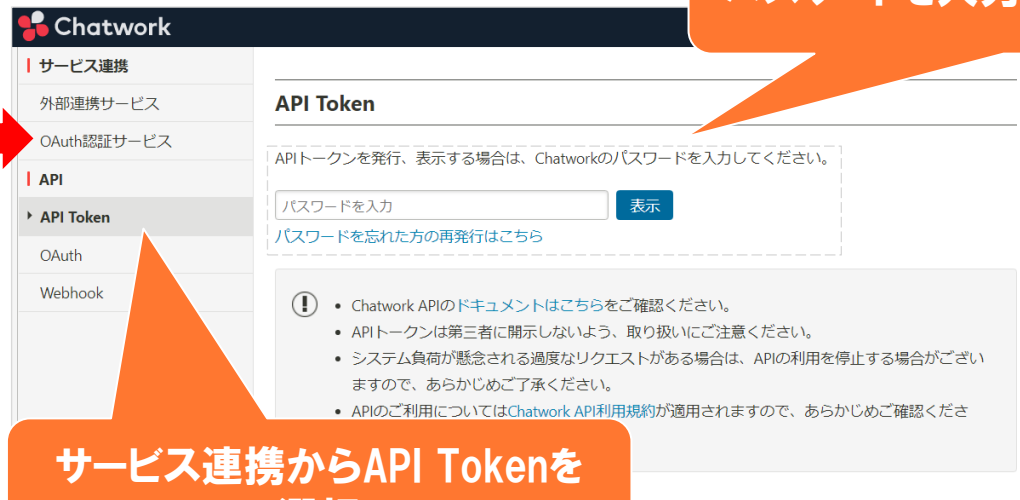 Chatwork
サービス連携
外部連携サービス
OAuth認証サービス
API
API Token
OAuth
Webhook
API Token
APIトークンを発行、表示する場合は、Chatworkのパスワードを入力してください。
パスワードを入力
表示
パスワードを忘れた方の再発行はこちら
Chatwork APIのドキュメントはこちらをご確認ください。
APIトークンは第三者に開示しないよう、取り扱いにご注意ください。
システム負荷が懸念される過度なリクエストがある場合は、APIの利用を停止する場合がござい
ますので、あらかじめご了承ください。
APIのご利用についてはChatwork API利用規約が適用されますので、あらかじめご確認くださ
サービス連携からAPI Tokenを